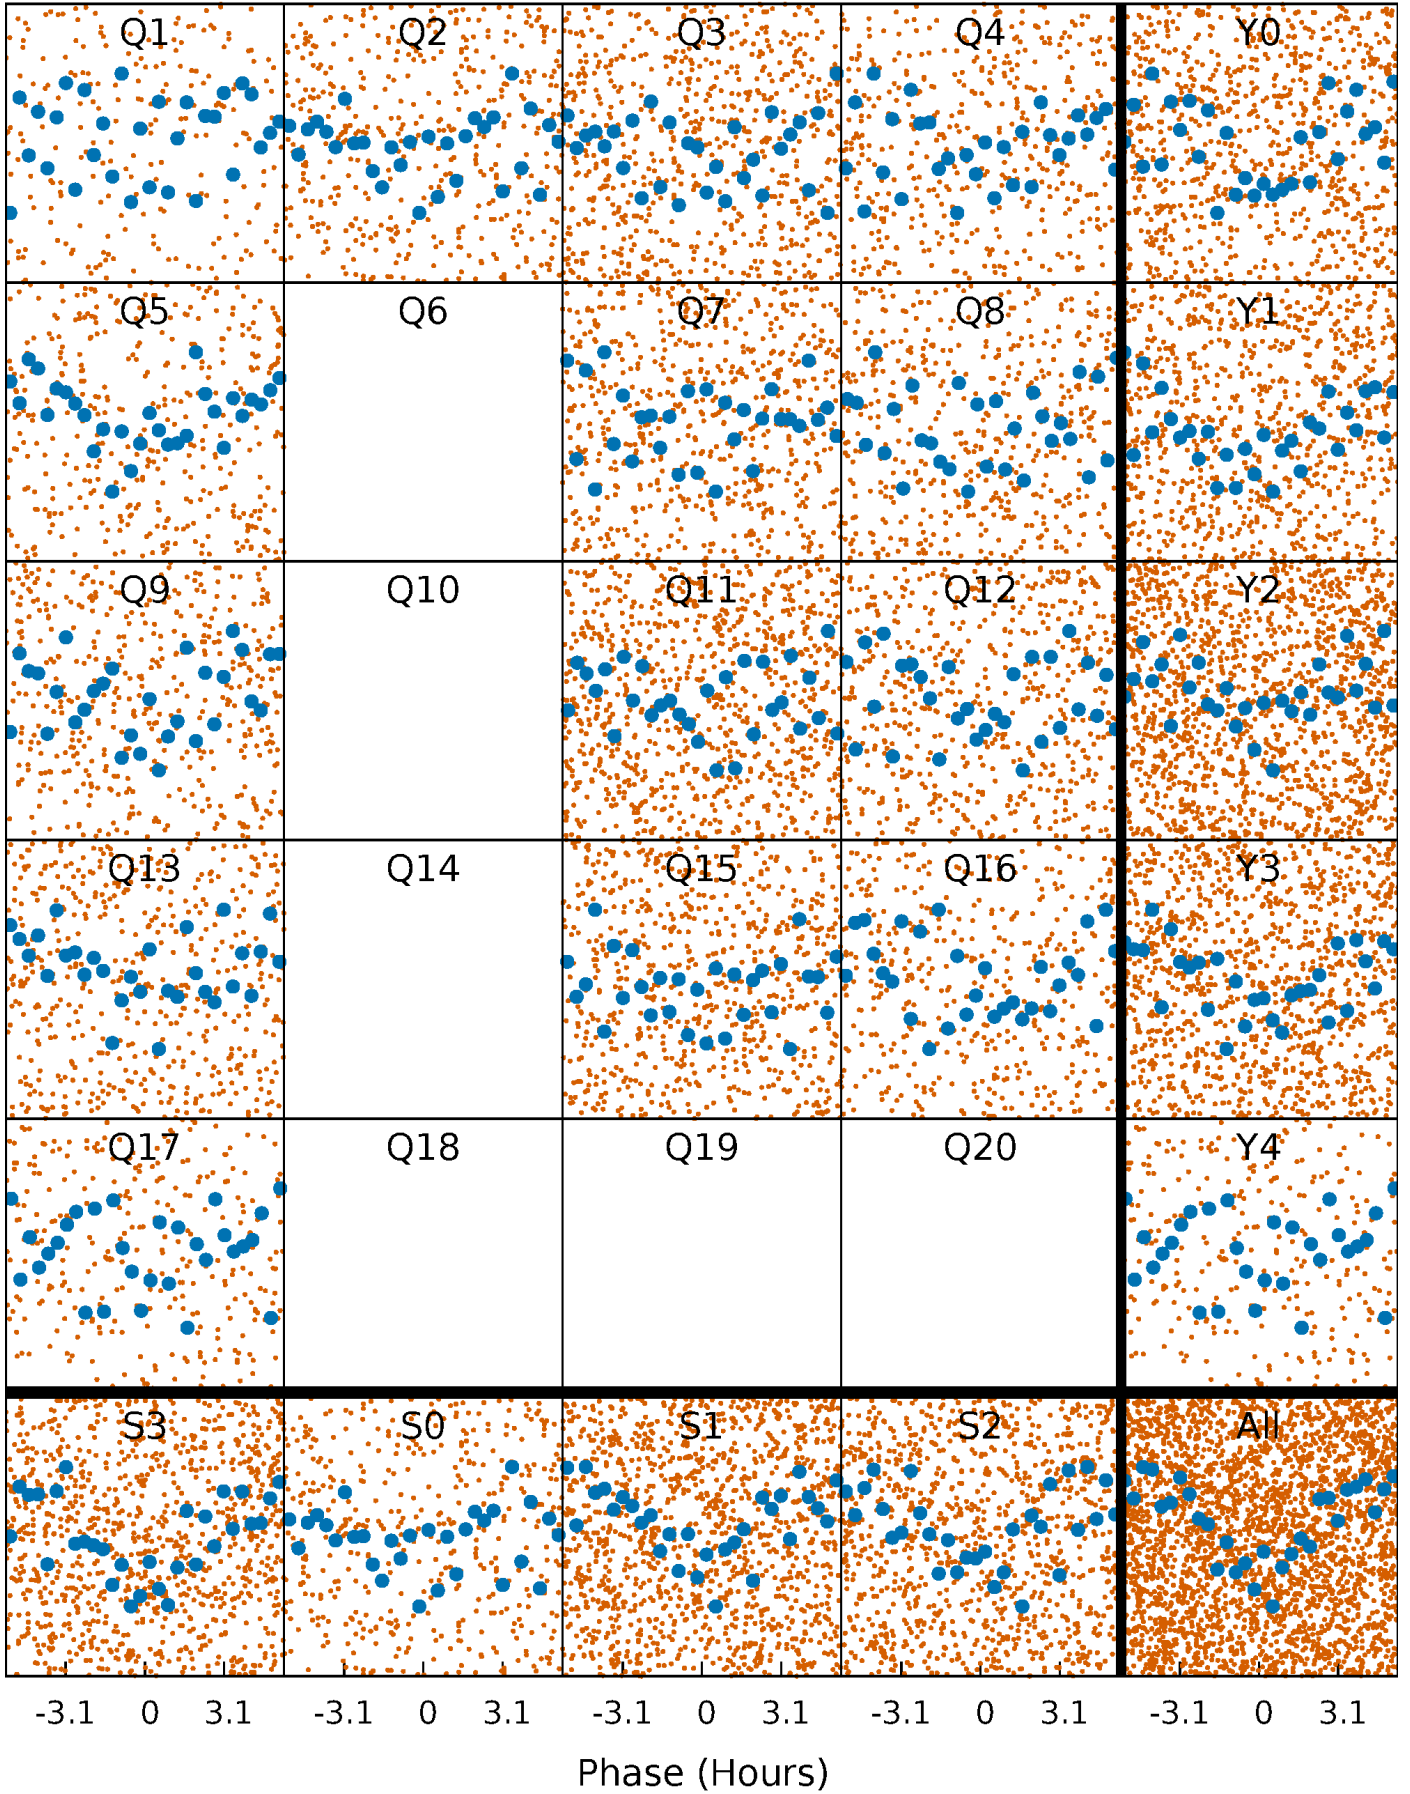 Q1 Q2 Q3 Q4 Y0
Q5 Q6 Q7 Q8 Y1
Q9 Q10 Q11 Q12 Y2
Q13 Q14 Q15 Q16 Y3
Q17 Q18 Q19 Q20 Y4
S3 S0 S1 S2 All
-3.1 0 3.1 -3.1 0 3.1 -3.1 0 3.1 -3.1 0 3.1 -3.1 0 3.1
Phase (Hours)